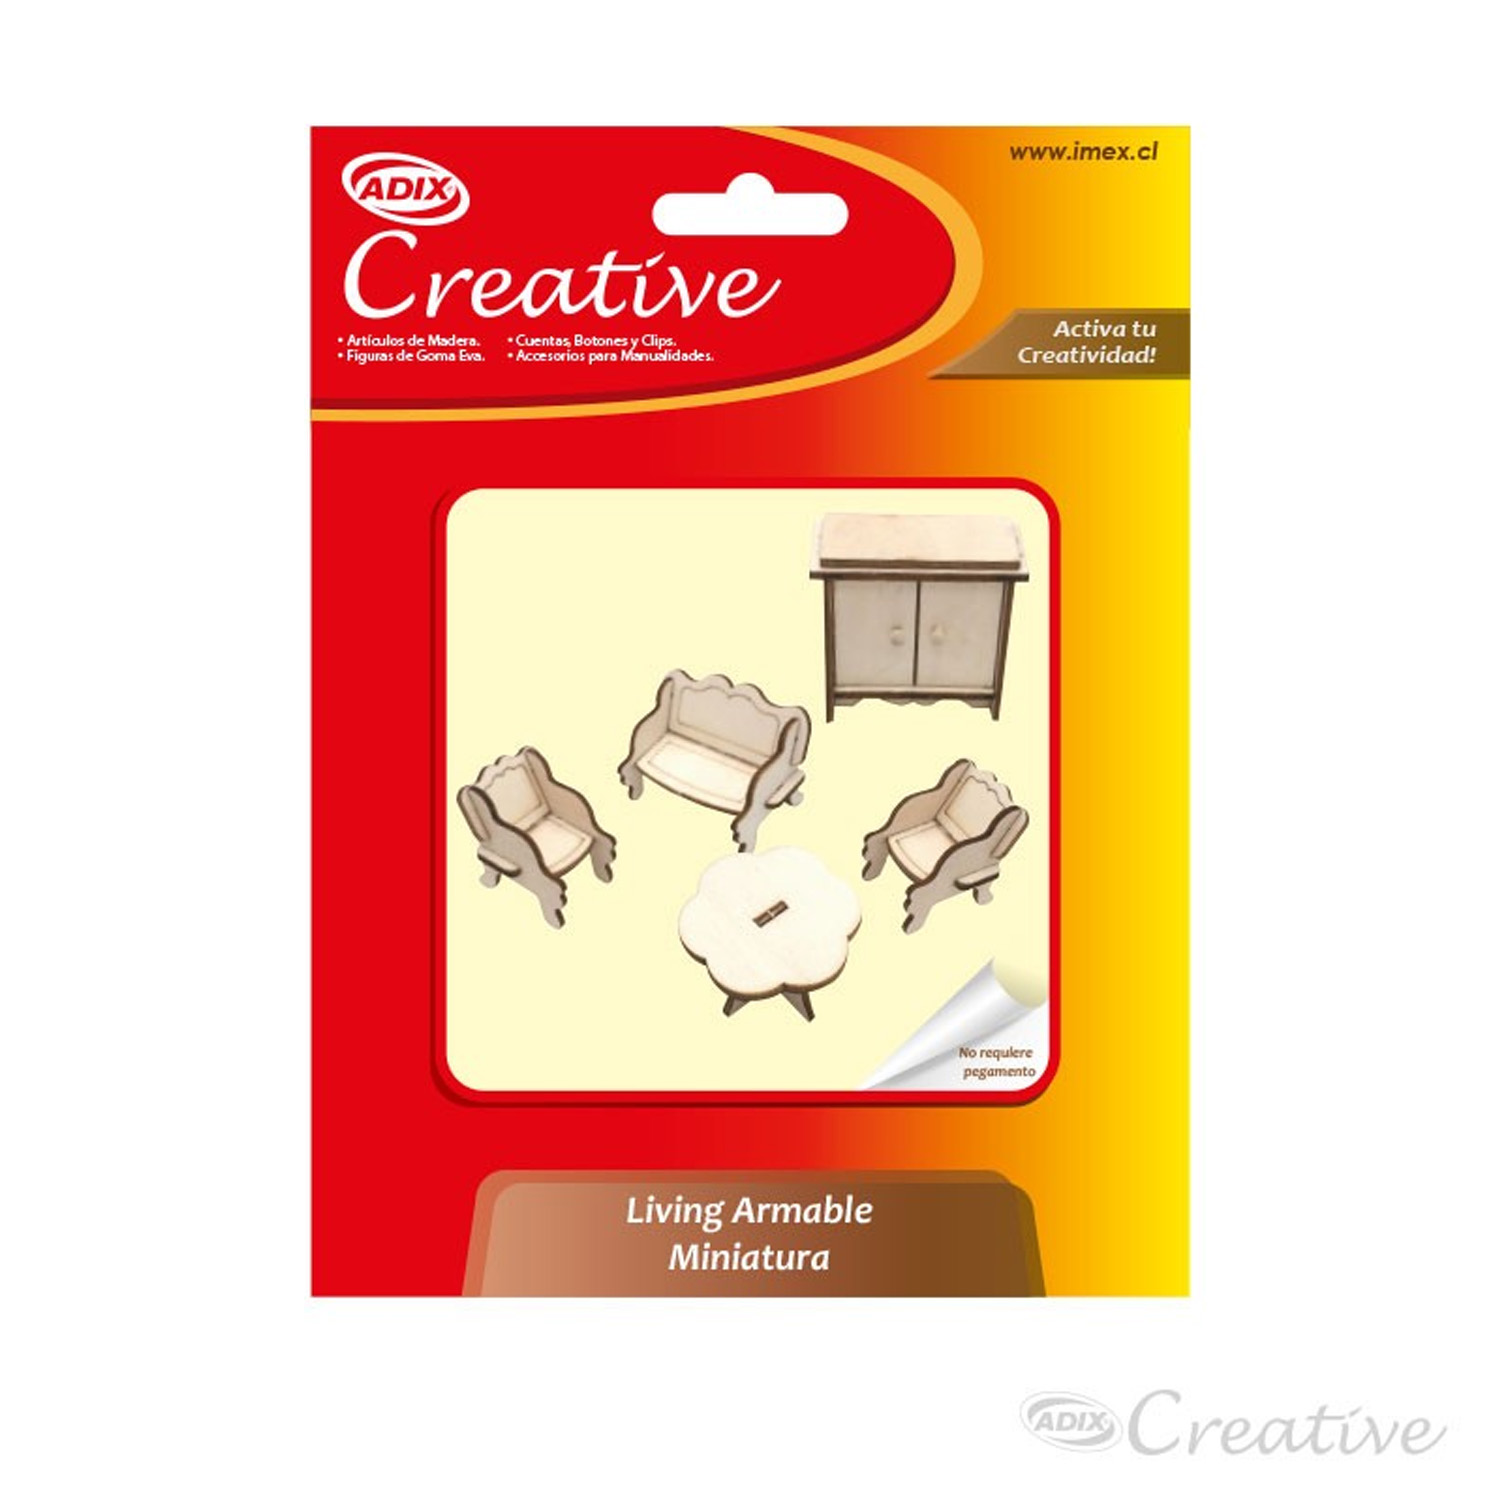 www.imex.cl
ADIX
Creative
• Artículos de Madera.
• Figuras de Goma Eva.
• Cuentas, Botones y Clips.
• Accesorios para Manualidades.
Activa tu
Creatividad!
No requiere
pegamento
Living Armable
Miniatura
ADIX Creative